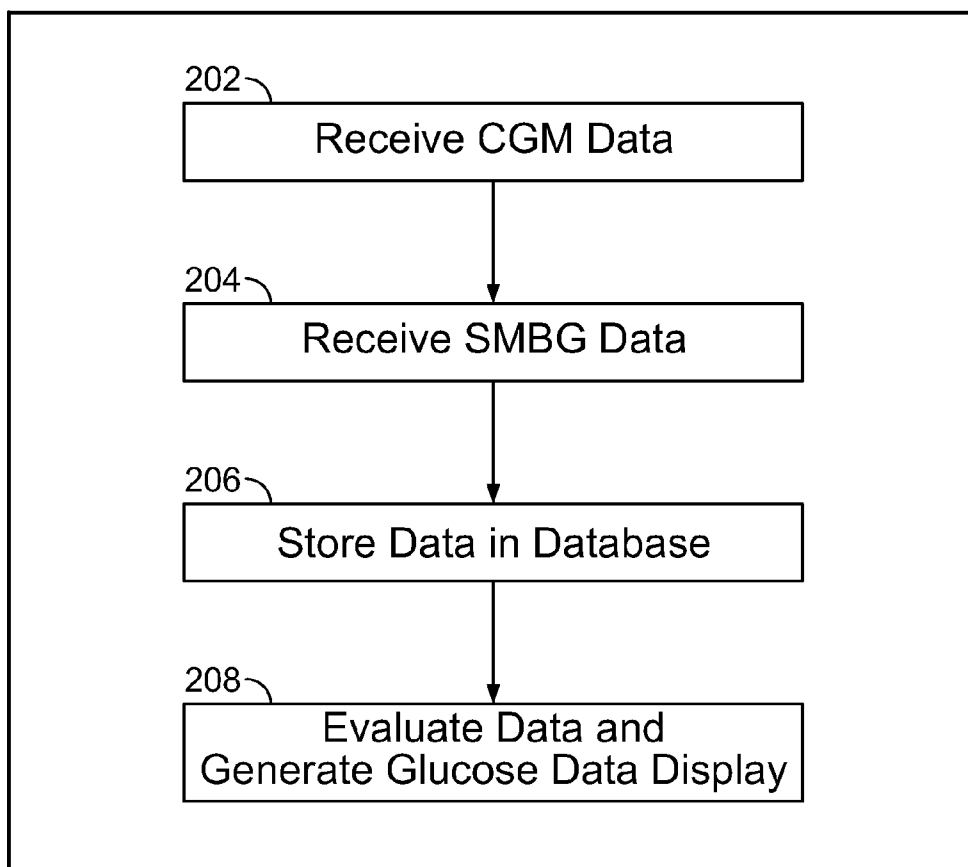 202
Receive CGM Data
204
Receive SMBG Data
206
Store Data in Database
208
Evaluate Data and
Generate Glucose Data Display